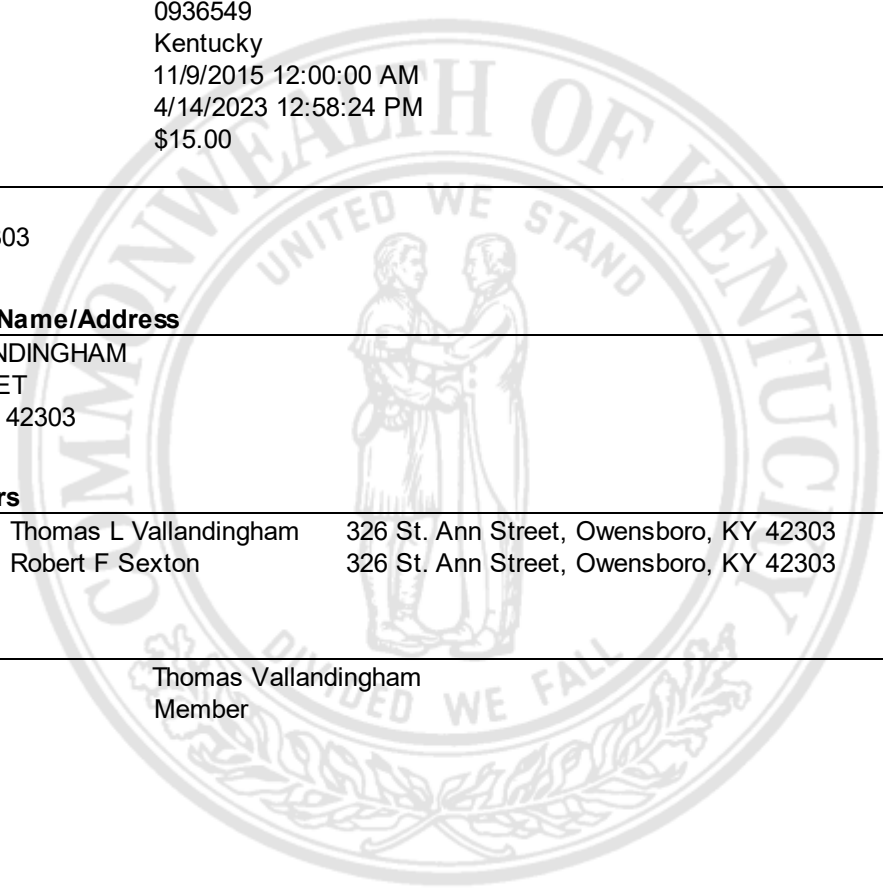 0936549
Kentucky
11/9/2015 12:00:00 AM
4/14/2023 12:58:24 PM
$15.00
COMMONWEALTH OF KENTUCKY
UNITED WE STAND
03
Name/Address
NDINGHAM
ET
42303
rs
Thomas L Vallandingham 326 St. Ann Street, Owensboro, KY 42303
Robert F Sexton 326 St. Ann Street, Owensboro, KY 42303
DIVIDED WE FALL
Thomas Vallandingham
Member